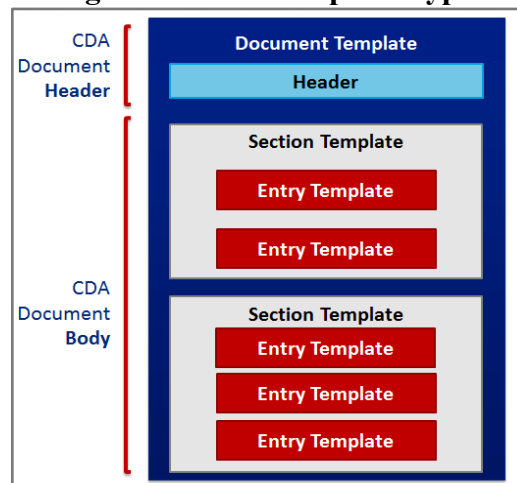 CDA
Document
Header
Document Template
Header
CDA
Document
Body
Section Template
Entry Template
Entry Template
Section Template
Entry Template
Entry Template
Entry Template